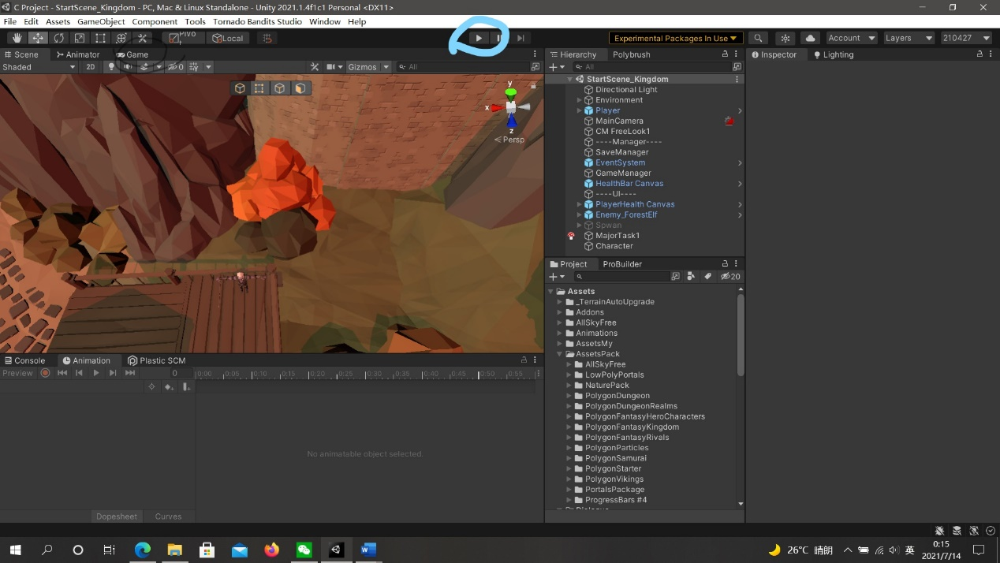 C Project - StartScene_Kingdom - PC, Mac & Linux Standalone - Unity 2021.1.4f1c1 Personal <DX11>
File Edit Assets GameObject Component Tools Tornado Bandits Studio Window Help
Pivo Local Experimental Packages In Use Account Layers 210427
Scene Animator Game
Shaded 2D 0 Gizmos All
y
x
z
Persp
Hierarchy Polybrush
All
StartScene_Kingdom
Directional Light
Environment
Player
MainCamera
CM FreeLook1
----Manager----
SaveManager
EventSystem
GameManager
HealthBar Canvas
----UI----
PlayerHealth Canvas
Enemy_ForestElf
Spwan
MajorTask1
Character
Inspector Lighting
Project ProBuilder
20
Assets
_TerrainAutoUpgrade
Addons
AllSkyFree
Animations
AssetsMy
AssetsPack
AllSkyFree
LowPolyPortals
NaturePack
PolygonDungeon
PolygonDungeonRealms
PolygonFantasyHeroCharacters
PolygonFantasyKingdom
PolygonFantasyRivals
PolygonParticles
PolygonSamurai
PolygonStarter
PolygonVikings
PortalsPackage
ProgressBars #4
Console Animation Plastic SCM
Preview 0 0:00 0:05 0:10 0:15 0:20 0:25 0:30 0:35 0:40 0:45 0:50 0:55
No animatable object selected.
Dopesheet Curves
26°C 晴朗 英 0:15
2021/7/14